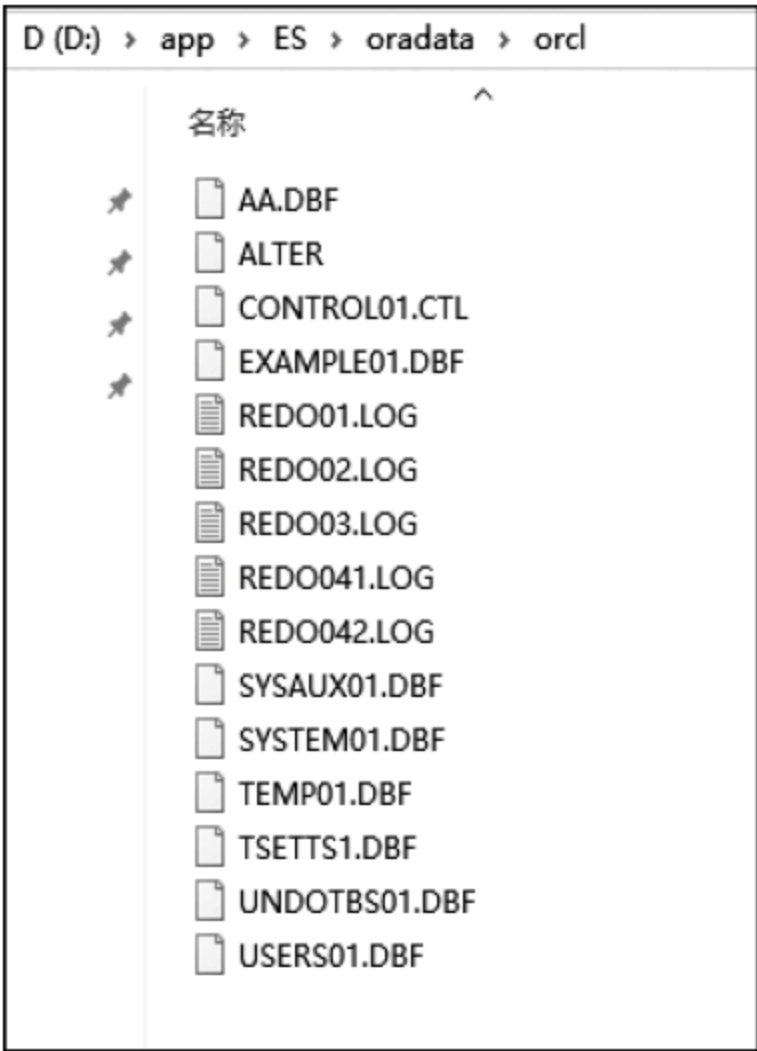 D (D:) › app › ES › oradata › orcl
名称
AA.DBF
ALTER
CONTROL01.CTL
EXAMPLE01.DBF
REDO01.LOG
REDO02.LOG
REDO03.LOG
REDO041.LOG
REDO042.LOG
SYSAUX01.DBF
SYSTEM01.DBF
TEMP01.DBF
TSETTS1.DBF
UNDOTBS01.DBF
USERS01.DBF